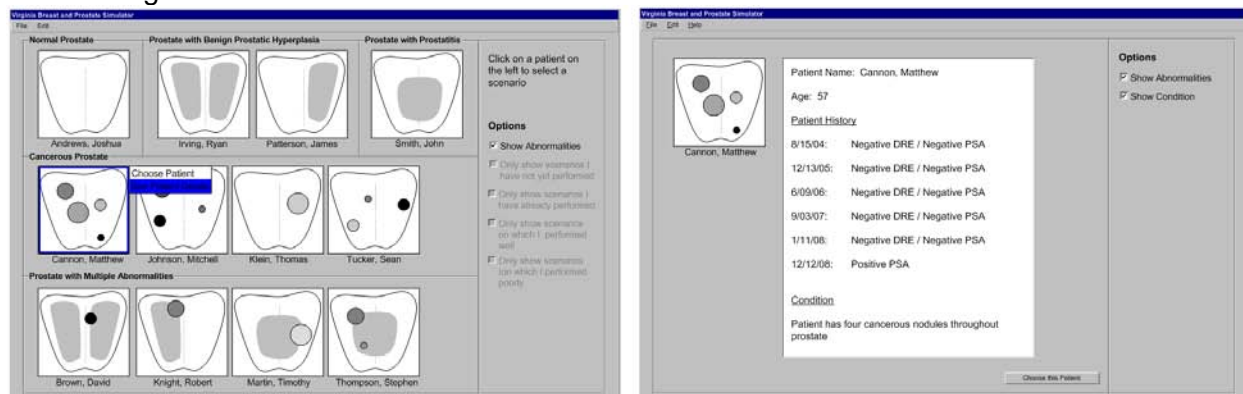 Virginia Breast and Prostate Simulator
File Edit
Normal Prostate
Prostate with Benign Prostatic Hyperplasia
Prostate with Prostatitis
Andrews, Joshua
Irving, Ryan
Patterson, James
Smith, John
Cancerous Prostate
Choose Patient
Cannon, Matthew
Johnson, Mitchell
Klein, Thomas
Tucker, Sean
Prostate with Multiple Abnormalities
Brown, David
Knight, Robert
Martin, Timothy
Thompson, Stephen
Click on a patient on
the left to select a
scenario
Options
Show Abnormalities
Only show scenarios I
have not yet performed
Only show scenarios I
have already performed
Only show scenarios
on which I performed
well
Only show scenarios
on which I performed
poorly
Virginia Breast and Prostate Simulator
File Edit Help
Cannon, Matthew
Patient Name: Cannon, Matthew
Age: 57
Patient History
8/15/04: Negative DRE / Negative PSA
12/13/05: Negative DRE / Negative PSA
6/09/06: Negative DRE / Negative PSA
9/03/07: Negative DRE / Negative PSA
1/11/08: Negative DRE / Negative PSA
12/12/08: Positive PSA
Condition
Patient has four cancerous nodules throughout
prostate
Choose this Patient
Options
Show Abnormalities
Show Condition